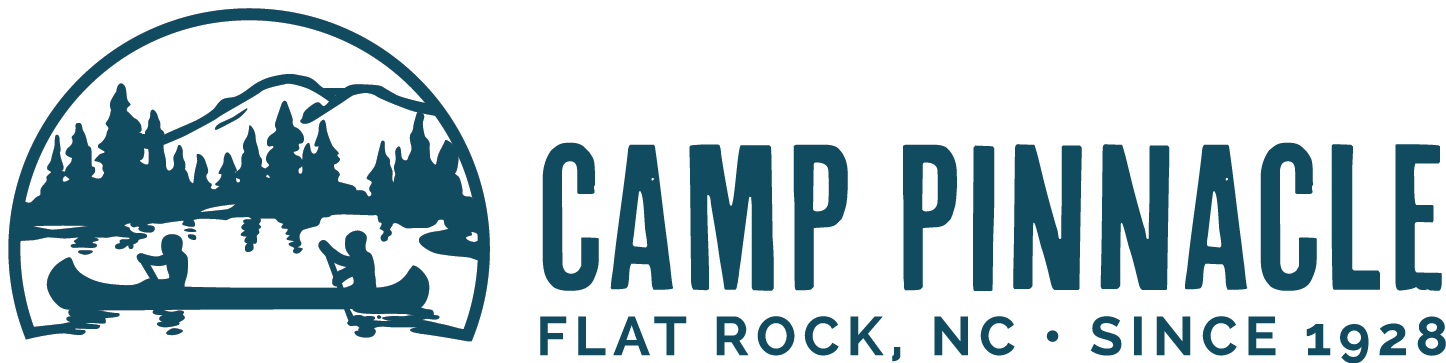 CAMP PINNACLE
FLAT ROCK, NC • SINCE 1928